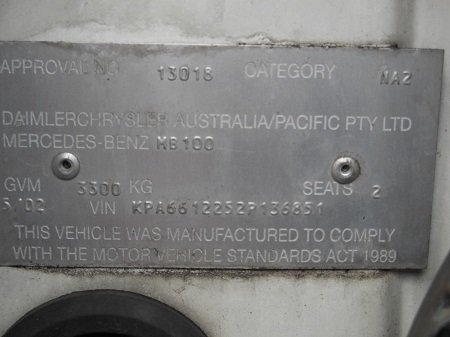 APPROVAL NO. 13018 CATEGORY NA2
DAIMLERCHRYSLER AUSTRALIA/PACIFIC PTY LTD
MERCEDES-BENZ MB100
GVM 3300 KG SEATS 2
5/02 VIN KPA6612252P136851
THIS VEHICLE WAS MANUFACTURED TO COMPLY
WITH THE MOTOR VEHICLE STANDARDS ACT 1989